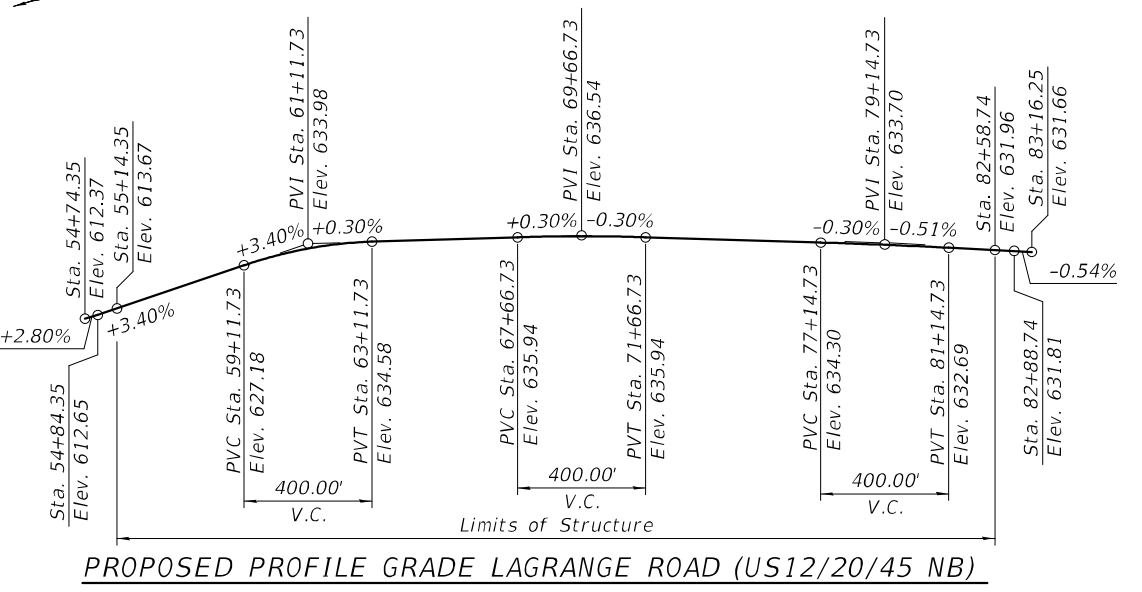 Sta. 54+74.35
Elev. 612.37
Sta. 55+14.35
Elev. 613.67
PVI Sta. 61+11.73
Elev. 633.98
PVI Sta. 69+66.73
Elev. 636.54
PVI Sta. 79+14.73
Elev. 633.70
Sta. 82+58.74
Elev. 631.96
Sta. 83+16.25
Elev. 631.66
+2.80%
+3.40%
+3.40%
+0.30%
+0.30%
-0.30%
-0.30%
-0.51%
-0.54%
Sta. 54+84.35
Elev. 612.65
PVC Sta. 59+11.73
Elev. 627.18
PVT Sta. 63+11.73
Elev. 634.58
PVC Sta. 67+66.73
Elev. 635.94
PVT Sta. 71+66.73
Elev. 635.94
PVC Sta. 77+14.73
Elev. 634.30
PVT Sta. 81+14.73
Elev. 632.69
Sta. 82+88.74
Elev. 631.81
400.00'
V.C.
400.00'
V.C.
400.00'
V.C.
Limits of Structure
PROPOSED PROFILE GRADE LAGRANGE ROAD (US12/20/45 NB)